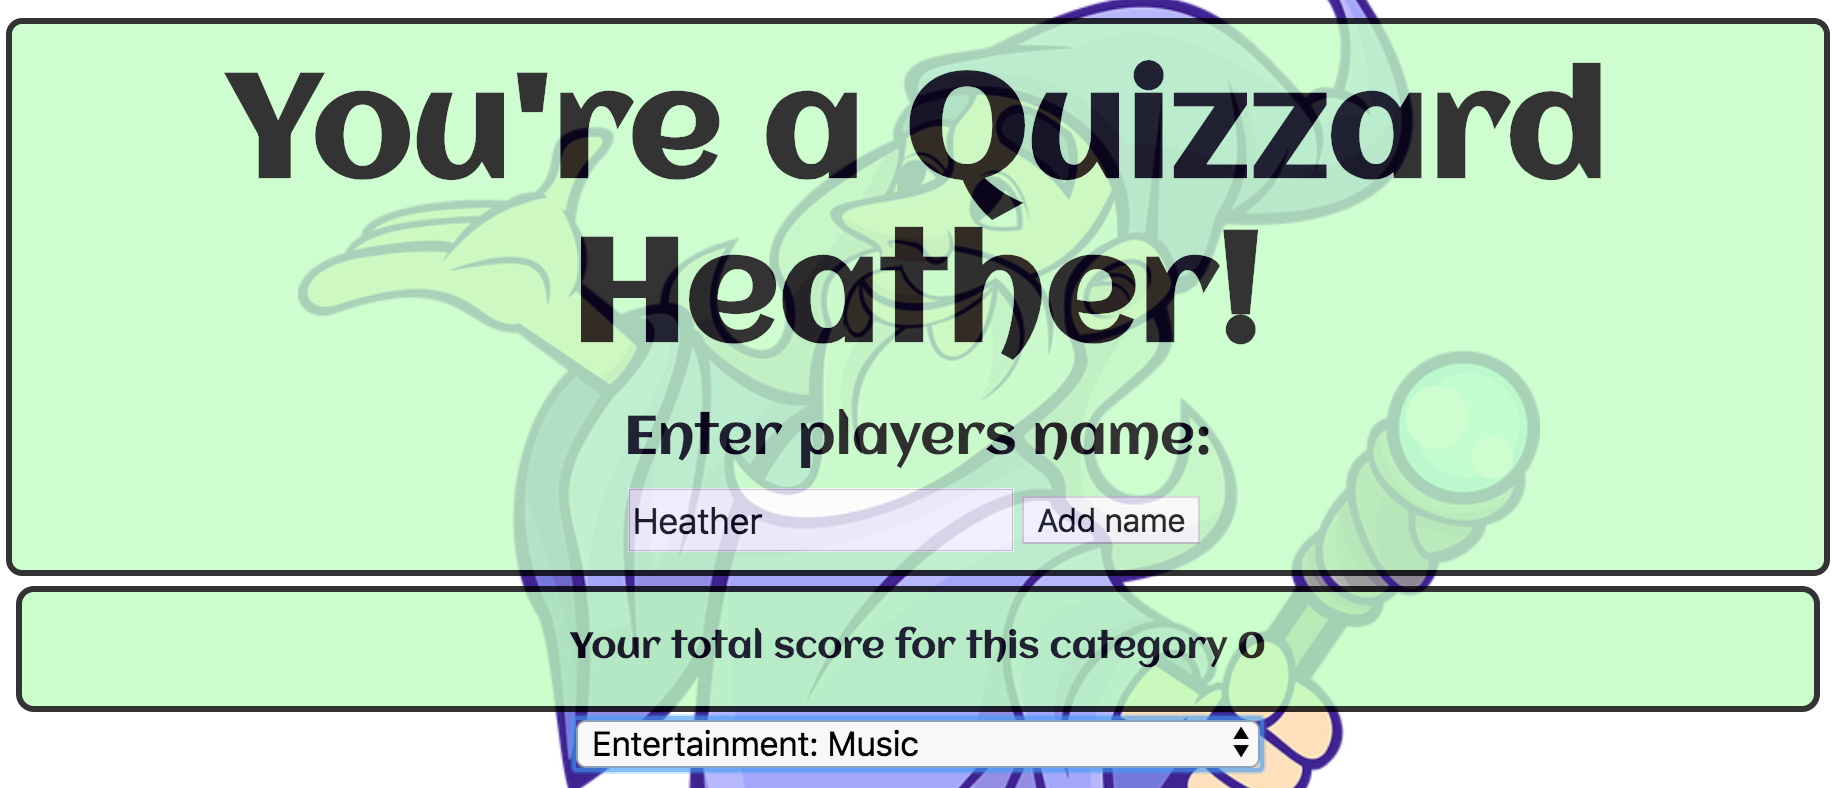 You're a Quizzard
Heather!
Enter players name:
Heather
Add name
Your total score for this category 0
Entertainment: Music